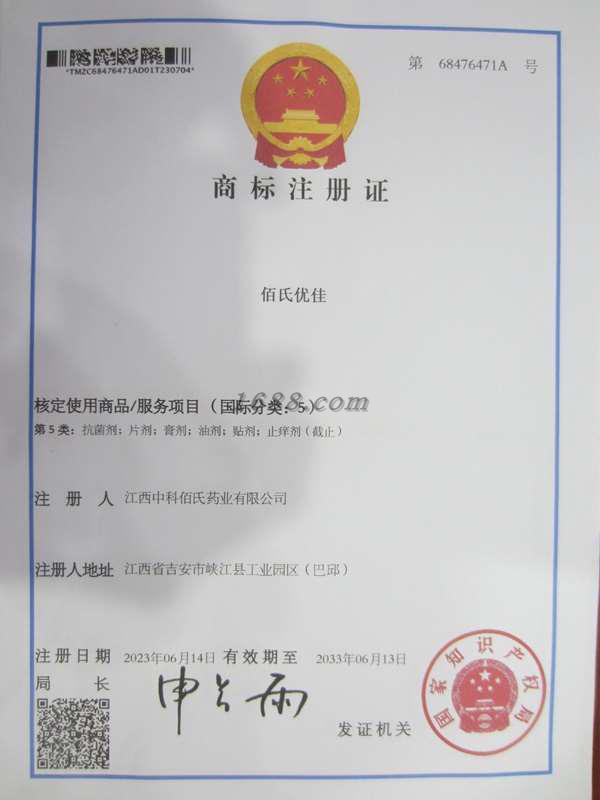 *TMZC68476471AD01T230704*
第 68476471A 号
商标注册证
佰氏优佳
1688.com
核定使用商品/服务项目（国际分类：5）
第5类：抗菌剂；片剂；膏剂；油剂；贴剂；止痒剂（截止）
注册人 江西中科佰氏药业有限公司
注册人地址 江西省吉安市峡江县工业园区（巴邱）
注册日期 2023年06月14日 有效期至 2033年06月13日
局长 申长雨
发证机关
国家知识产权局